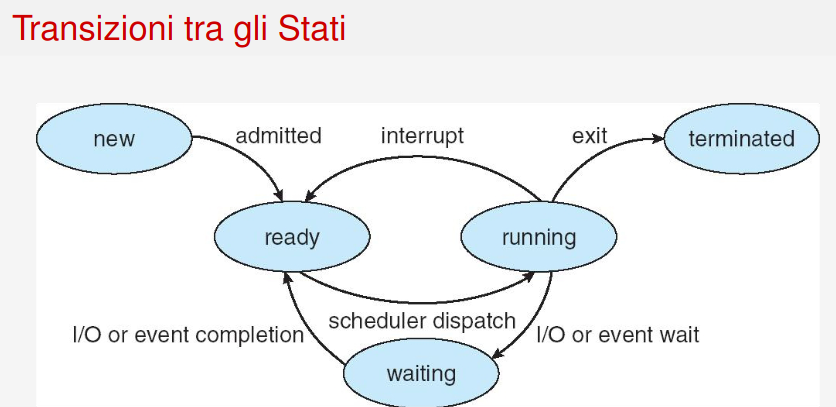 Transizioni tra gli Stati
new
admitted
interrupt
exit
terminated
ready
running
I/O or event completion
scheduler dispatch
I/O or event wait
waiting